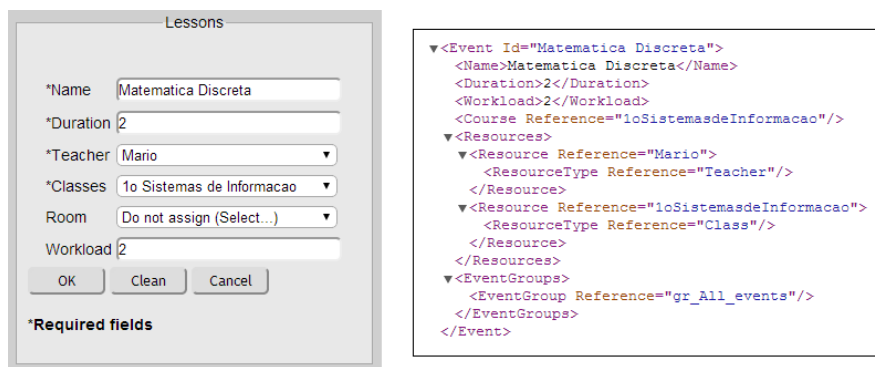 Lessons
*Name Matematica Discreta
*Duration 2
*Teacher Mario
*Classes 1o Sistemas de Informacao
Room Do not assign (Select...)
Workload 2
OK Clean Cancel
*Required fields
▼<Event Id="Matematica Discreta">
<Name>Matematica Discreta</Name>
<Duration>2</Duration>
<Workload>2</Workload>
<Course Reference="1oSistemasdeInformacao"/>
▼<Resources>
▼<Resource Reference="Mario">
<ResourceType Reference="Teacher"/>
</Resource>
▼<Resource Reference="1oSistemasdeInformacao">
<ResourceType Reference="Class"/>
</Resource>
</Resources>
▼<EventGroups>
<EventGroup Reference="gr_All_events"/>
</EventGroups>
</Event>